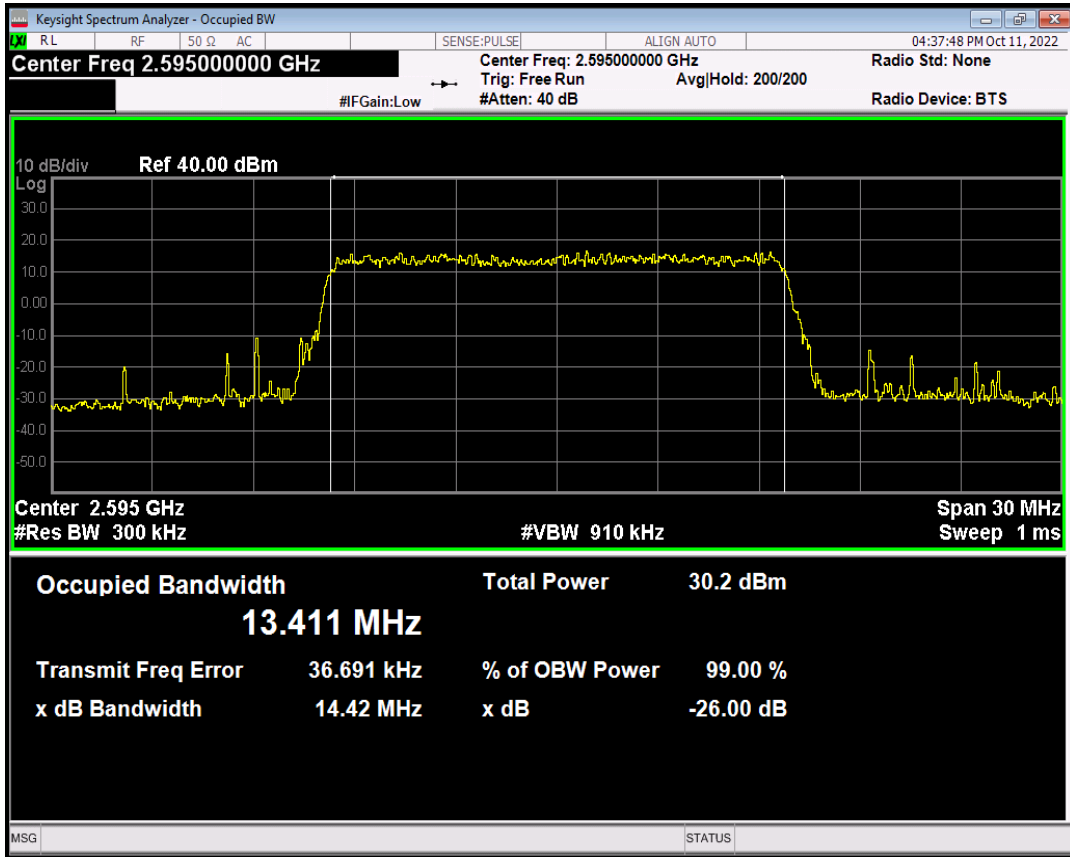 Keysight Spectrum Analyzer - Occupied BW
LXI RL RF 50 Ω AC SENSE:PULSE ALIGN AUTO 04:37:48 PM Oct 11, 2022
Center Freq 2.595000000 GHz Center Freq: 2.595000000 GHz Radio Std: None
Trig: Free Run Avg|Hold: 200/200
#IFGain:Low #Atten: 40 dB Radio Device: BTS
10 dB/div Ref 40.00 dBm
Log
30.0
20.0
10.0
0.00
-10.0
-20.0
-30.0
-40.0
-50.0
Center 2.595 GHz Span 30 MHz
#Res BW 300 kHz #VBW 910 kHz Sweep 1 ms
Occupied Bandwidth Total Power 30.2 dBm
13.411 MHz
Transmit Freq Error 36.691 kHz % of OBW Power 99.00 %
x dB Bandwidth 14.42 MHz x dB -26.00 dB
MSG STATUS